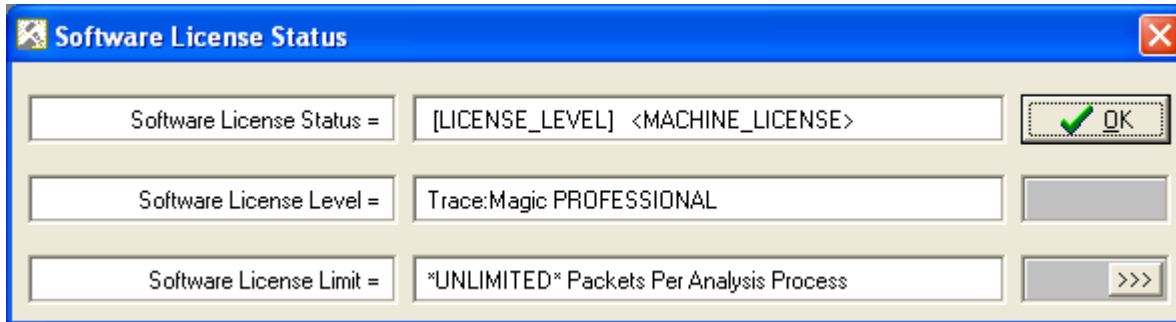 Software License Status
Software License Status = [LICENSE_LEVEL] <MACHINE_LICENSE> OK
Software License Level = Trace:Magic PROFESSIONAL
Software License Limit = *UNLIMITED* Packets Per Analysis Process >>>